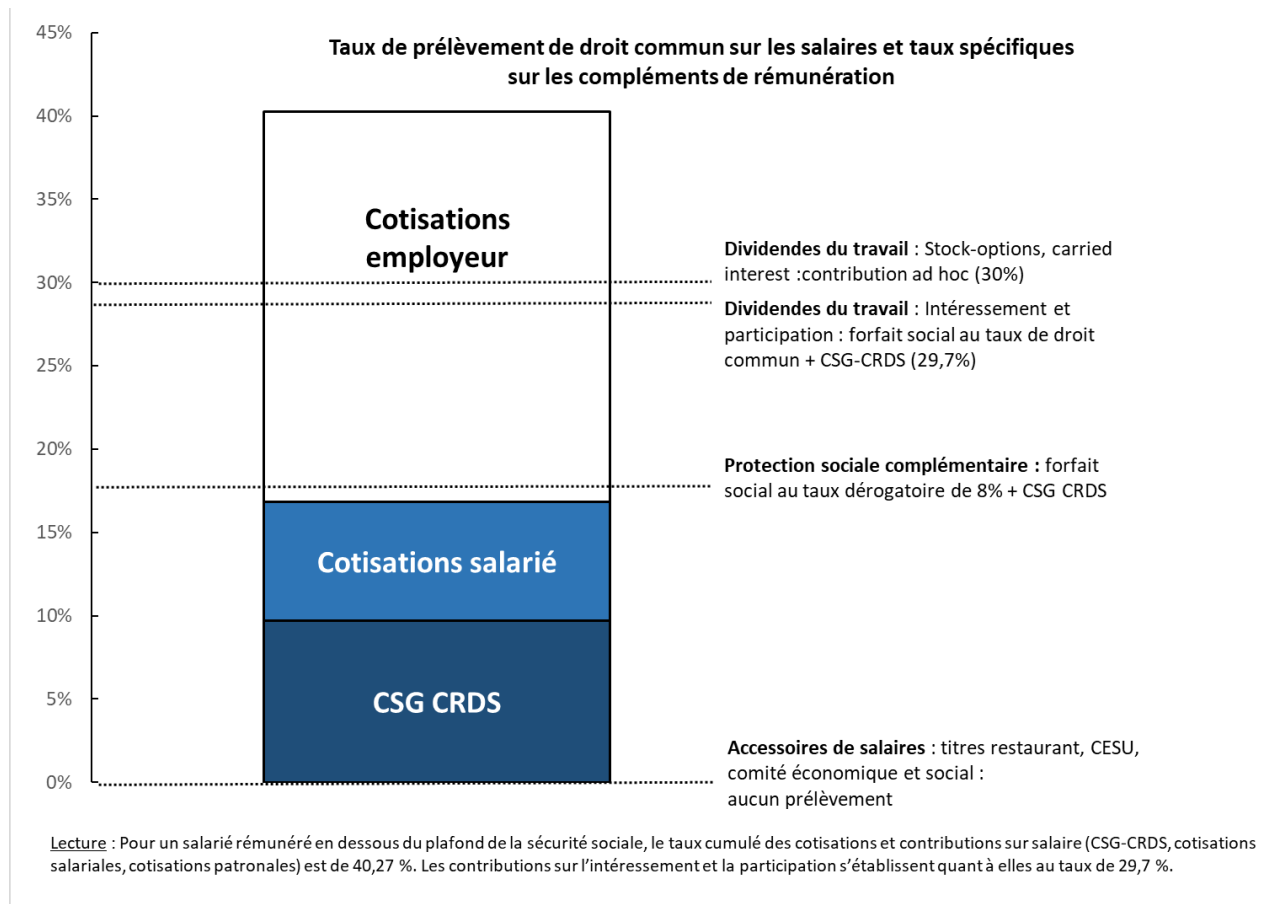 Taux de prélèvement de droit commun sur les salaires et taux spécifiques
sur les compléments de rémunération
45%
40%
35%
30%
25%
20%
15%
10%
5%
0%
Cotisations
employeur
Cotisations salarié
CSG CRDS
Dividendes du travail : Stock-options, carried
interest :contribution ad hoc (30%)
Dividendes du travail : Intéressement et
participation : forfait social au taux de droit
commun + CSG-CRDS (29,7%)
Protection sociale complémentaire : forfait
social au taux dérogatoire de 8% + CSG CRDS
Accessoires de salaires : titres restaurant, CESU,
comité économique et social :
aucun prélèvement
Lecture : Pour un salarié rémunéré en dessous du plafond de la sécurité sociale, le taux cumulé des cotisations et contributions sur salaire (CSG-CRDS, cotisations
salariales, cotisations patronales) est de 40,27 %. Les contributions sur l'intéressement et la participation s'établissent quant à elles au taux de 29,7 %.